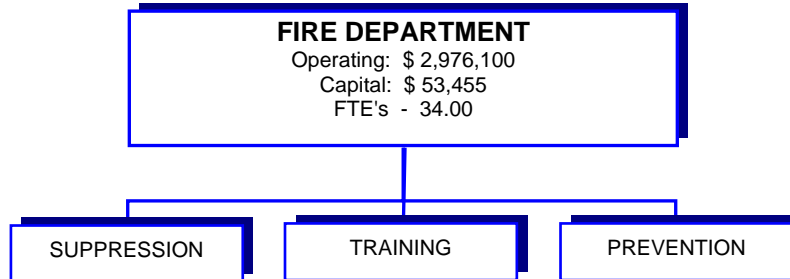 FIRE DEPARTMENT
Operating: $ 2,976,100
Capital: $ 53,455
FTE's - 34.00
SUPPRESSION
TRAINING
PREVENTION